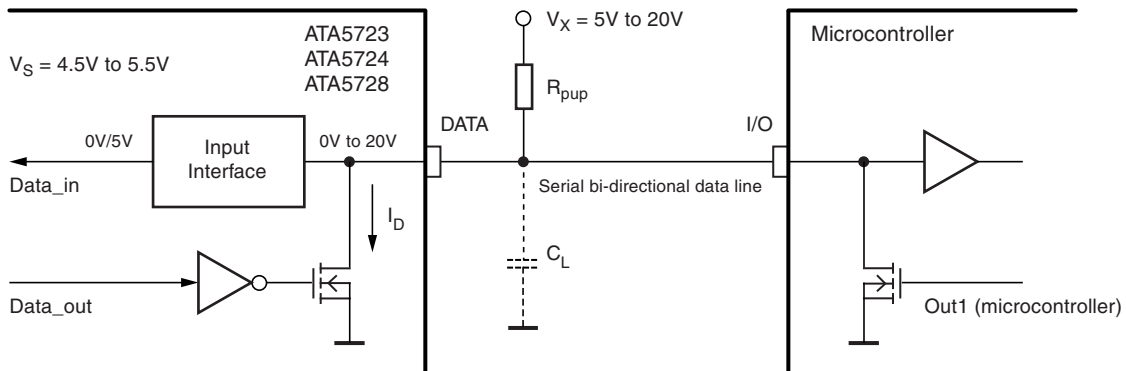 ATA5723
ATA5724
ATA5728
V_S = 4.5V to 5.5V
V_X = 5V to 20V
Microcontroller
R_pup
0V/5V
Input
Interface
0V to 20V
DATA
I/O
Data_in
Serial bi-directional data line
I_D
C_L
Data_out
Out1 (microcontroller)